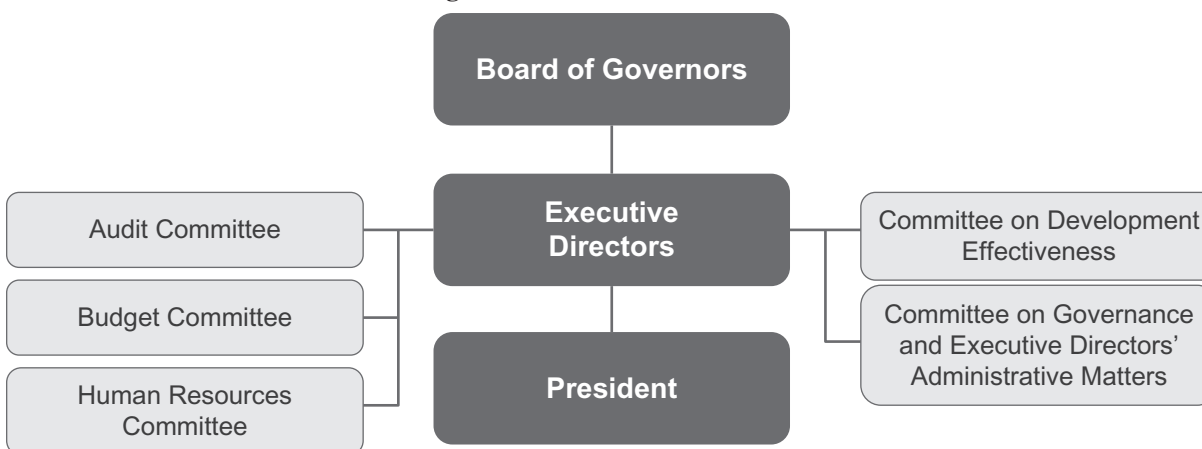 Board of Governors
Audit Committee
Budget Committee
Human Resources
Committee
Executive
Directors
President
Committee on Development
Effectiveness
Committee on Governance
and Executive Directors’
Administrative Matters